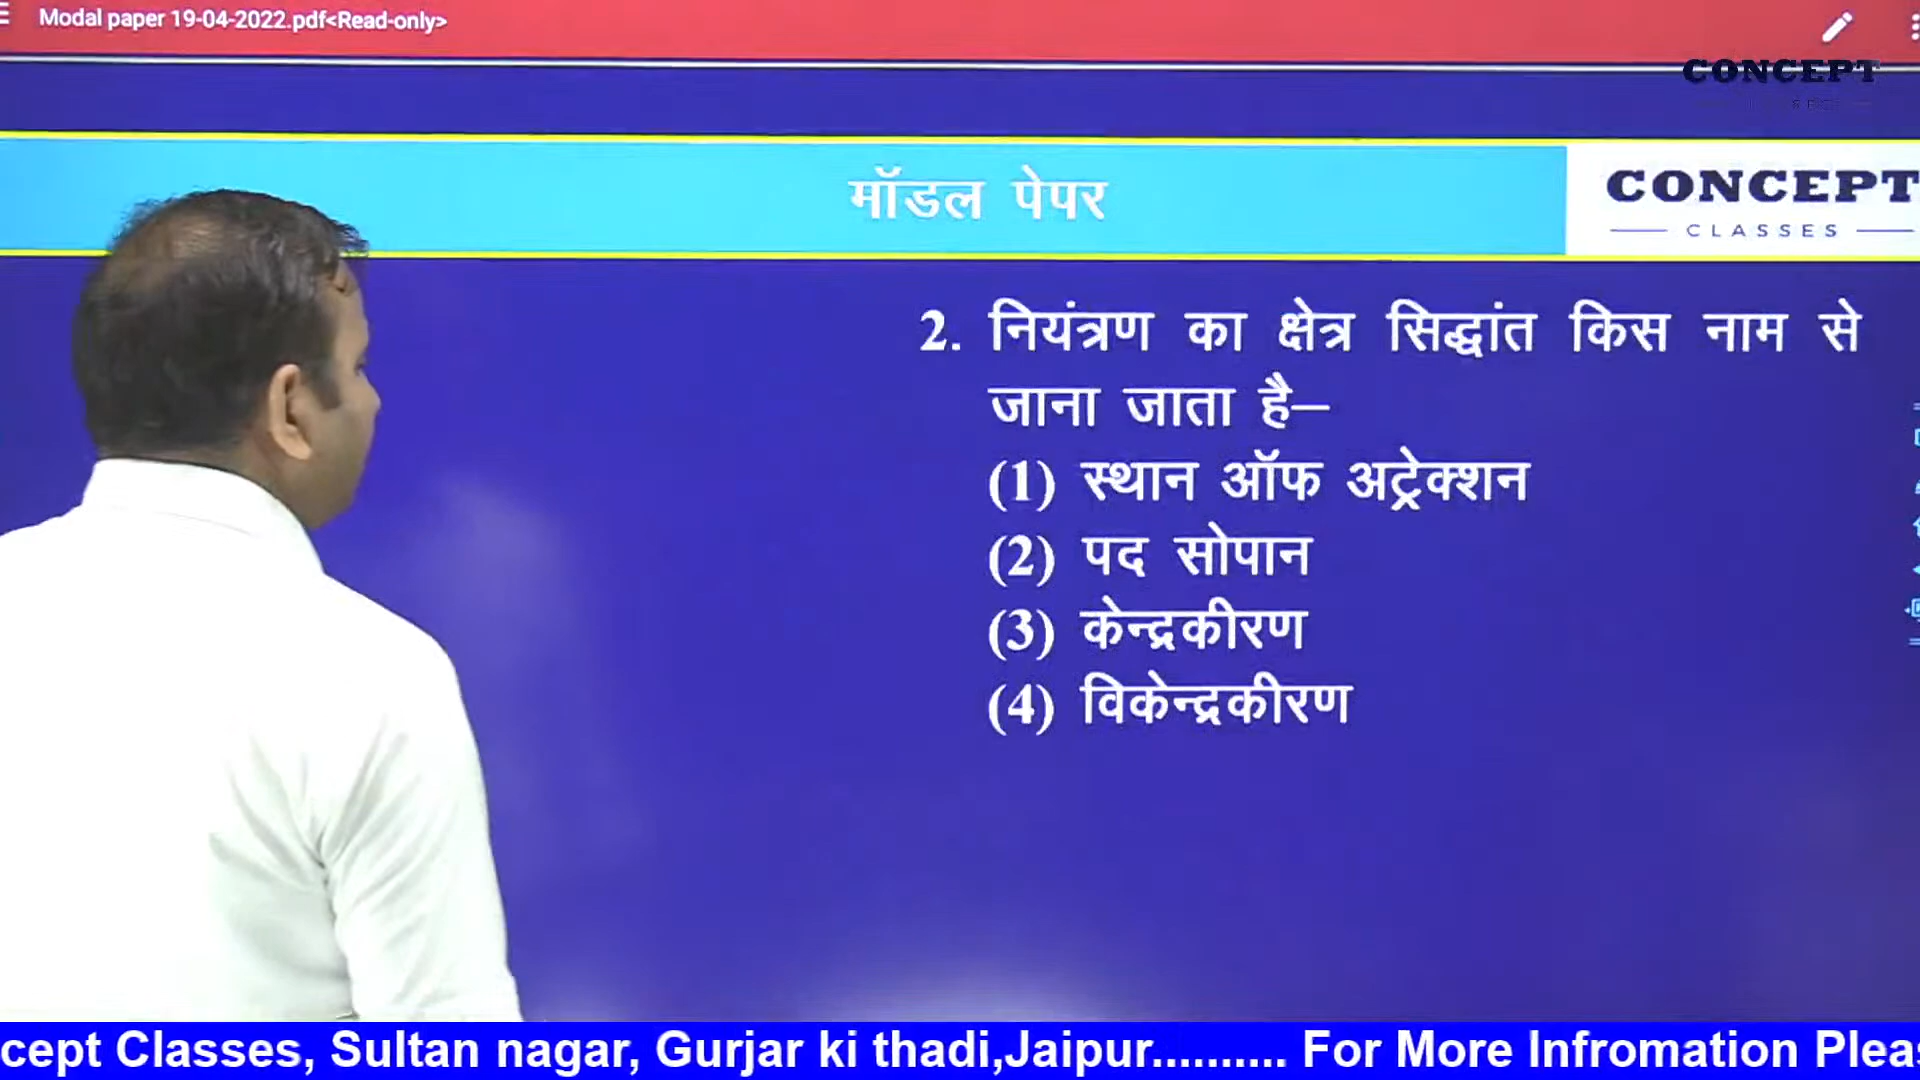 Modal paper 19-04-2022.pdf<Read-only>
CONCEPT
मॉडल पेपर
CONCEPT
CLASSES
2. नियंत्रण का क्षेत्र सिद्धांत किस नाम से
जाना जाता है–
(1) स्थान ऑफ अट्रेक्शन
(2) पद सोपान
(3) केन्द्रकीरण
(4) विकेन्द्रकीरण
cept Classes, Sultan nagar, Gurjar ki thadi,Jaipur.......... For More Infromation Pleas